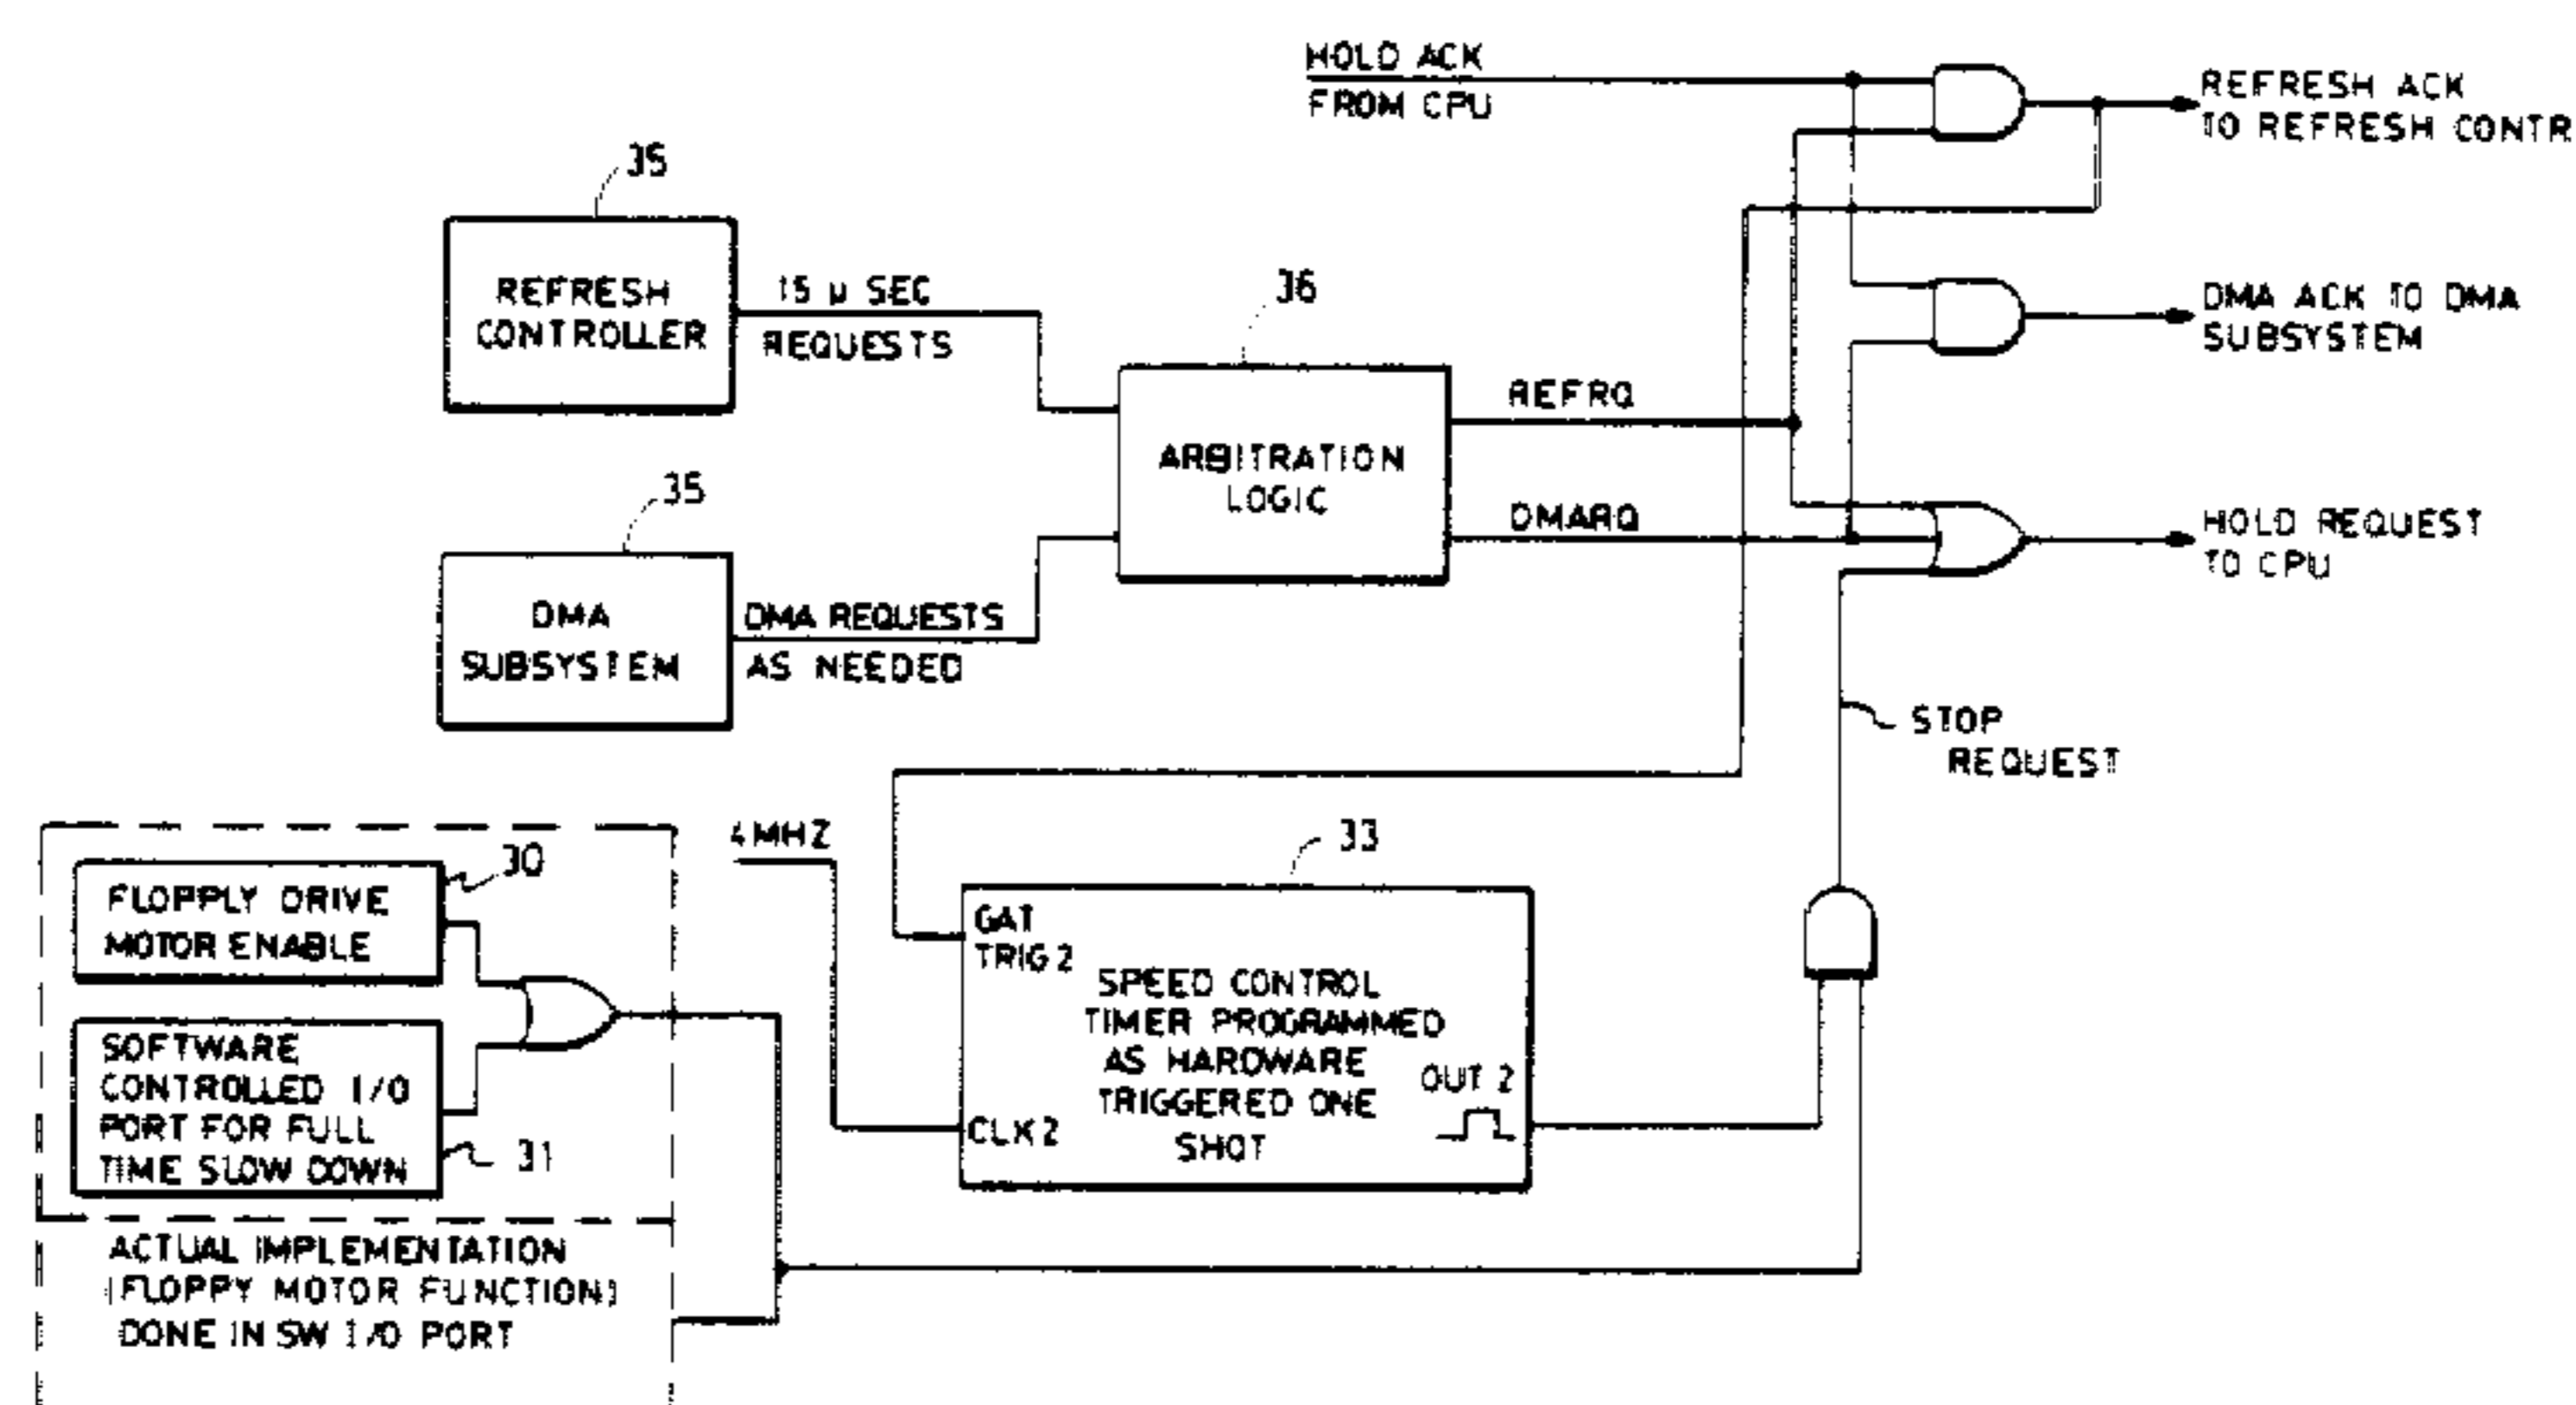 HOLD ACK
FROM CPU
REFRESH ACK
TO REFRESH CONTR
35
REFRESH
CONTROLLER
15 µ SEC
REQUESTS
36
ARBITRATION
LOGIC
REFRQ
DMARQ
DMA ACK TO DMA
SUBSYSTEM
35
DMA
SUBSYSTEM
DMA REQUESTS
AS NEEDED
HOLD REQUEST
TO CPU
STOP
REQUEST
4 MHZ
33
30
FLOPPLY DRIVE
MOTOR ENABLE
GAT
TRIG 2
SPEED CONTROL
TIMER PROGRAMMED
AS HARDWARE
TRIGGERED ONE
SHOT
OUT 2
CLK 2
SOFTWARE
CONTROLLED I/O
PORT FOR FULL
TIME SLOW DOWN
31
ACTUAL IMPLEMENTATION
(FLOPPY MOTOR FUNCTION)
DONE IN SW I/O PORT